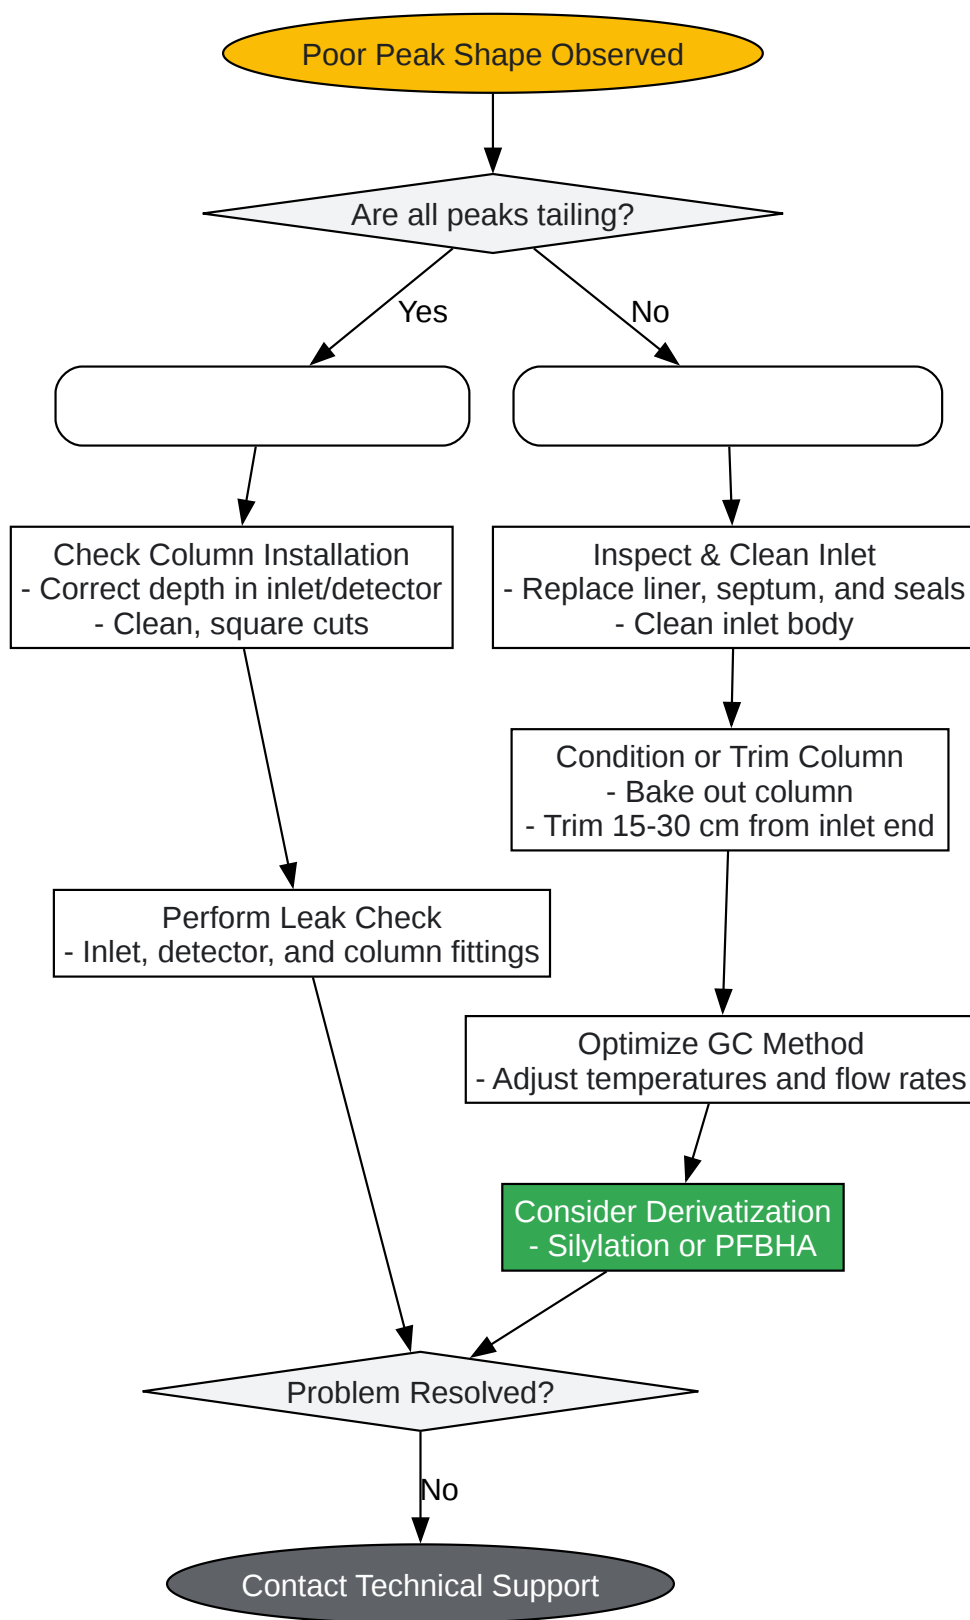 Poor Peak Shape Observed
Are all peaks tailing?
Yes
No
Check Column Installation
- Correct depth in inlet/detector
- Clean, square cuts
Inspect & Clean Inlet
- Replace liner, septum, and seals
- Clean inlet body
Condition or Trim Column
- Bake out column
- Trim 15-30 cm from inlet end
Perform Leak Check
- Inlet, detector, and column fittings
Optimize GC Method
- Adjust temperatures and flow rates
Consider Derivatization
- Silylation or PFBHA
Problem Resolved?
No
Contact Technical Support